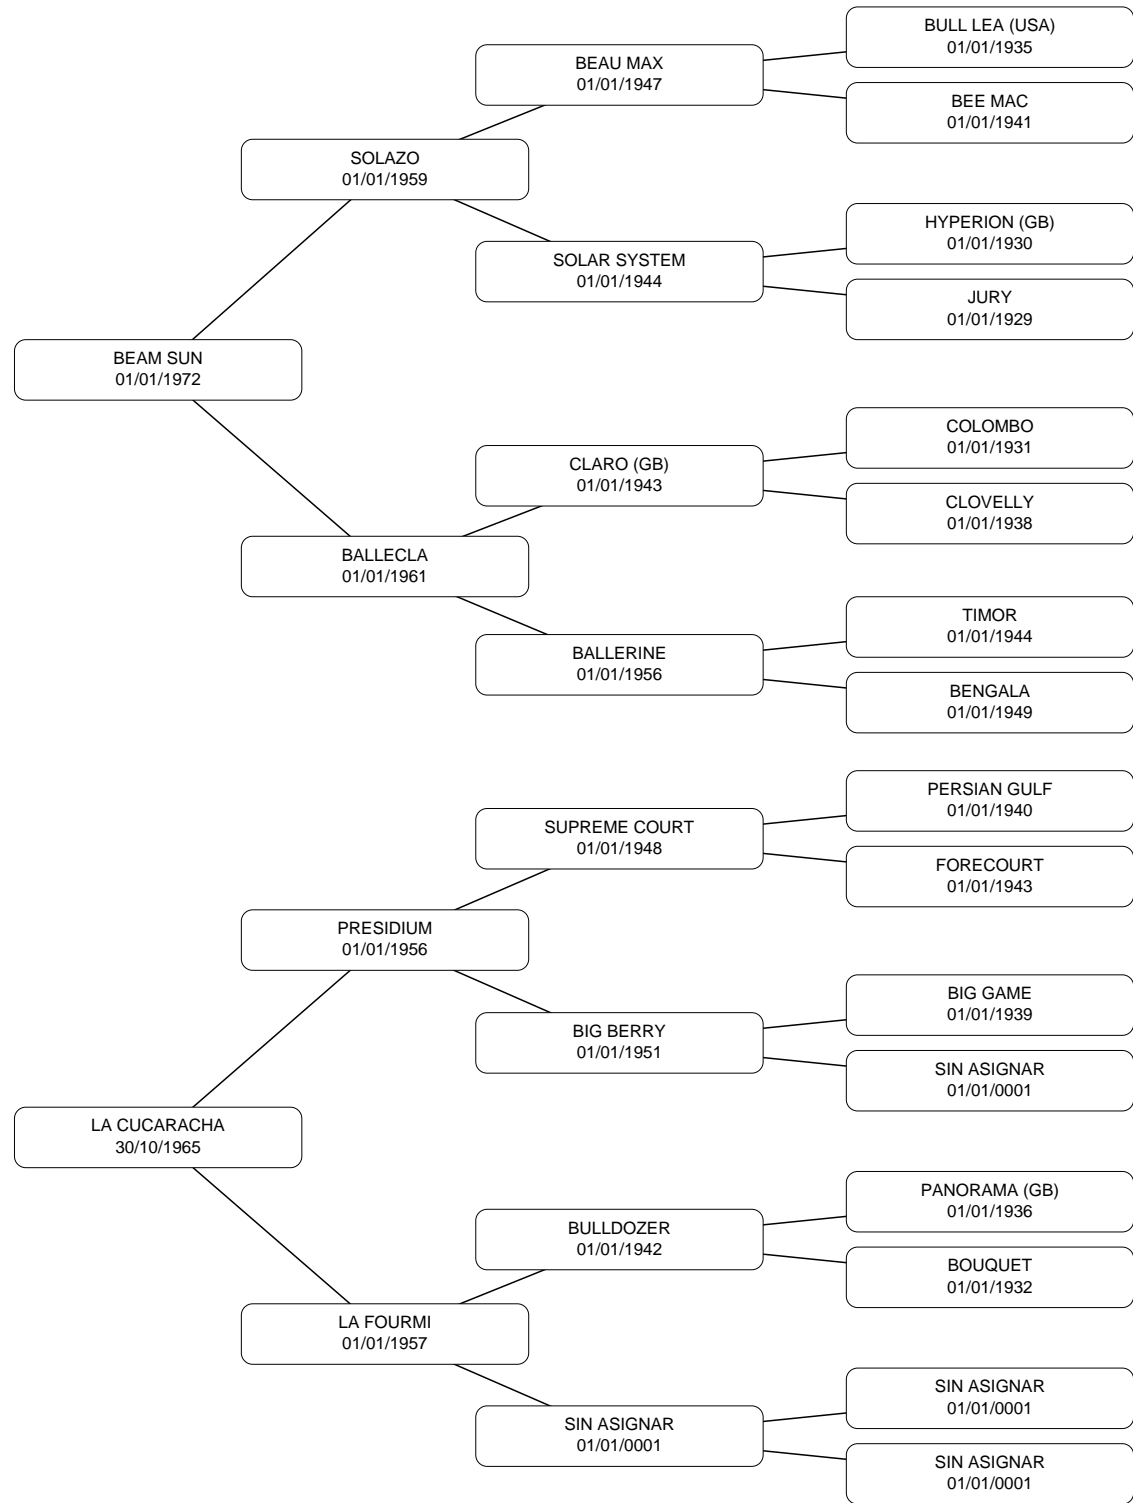 BULL LEA (USA)
01/01/1935
BEAU MAX
01/01/1947
BEE MAC
01/01/1941
SOLAZO
01/01/1959
HYPERION (GB)
01/01/1930
SOLAR SYSTEM
01/01/1944
JURY
01/01/1929
BEAM SUN
01/01/1972
COLOMBO
01/01/1931
CLARO (GB)
01/01/1943
CLOVELLY
01/01/1938
BALLECLA
01/01/1961
TIMOR
01/01/1944
BALLERINE
01/01/1956
BENGALA
01/01/1949
PERSIAN GULF
01/01/1940
SUPREME COURT
01/01/1948
FORECOURT
01/01/1943
PRESIDIUM
01/01/1956
BIG GAME
01/01/1939
BIG BERRY
01/01/1951
SIN ASIGNAR
01/01/0001
LA CUCARACHA
30/10/1965
PANORAMA (GB)
01/01/1936
BULLDOZER
01/01/1942
BOUQUET
01/01/1932
LA FOURMI
01/01/1957
SIN ASIGNAR
01/01/0001
SIN ASIGNAR
01/01/0001
SIN ASIGNAR
01/01/0001